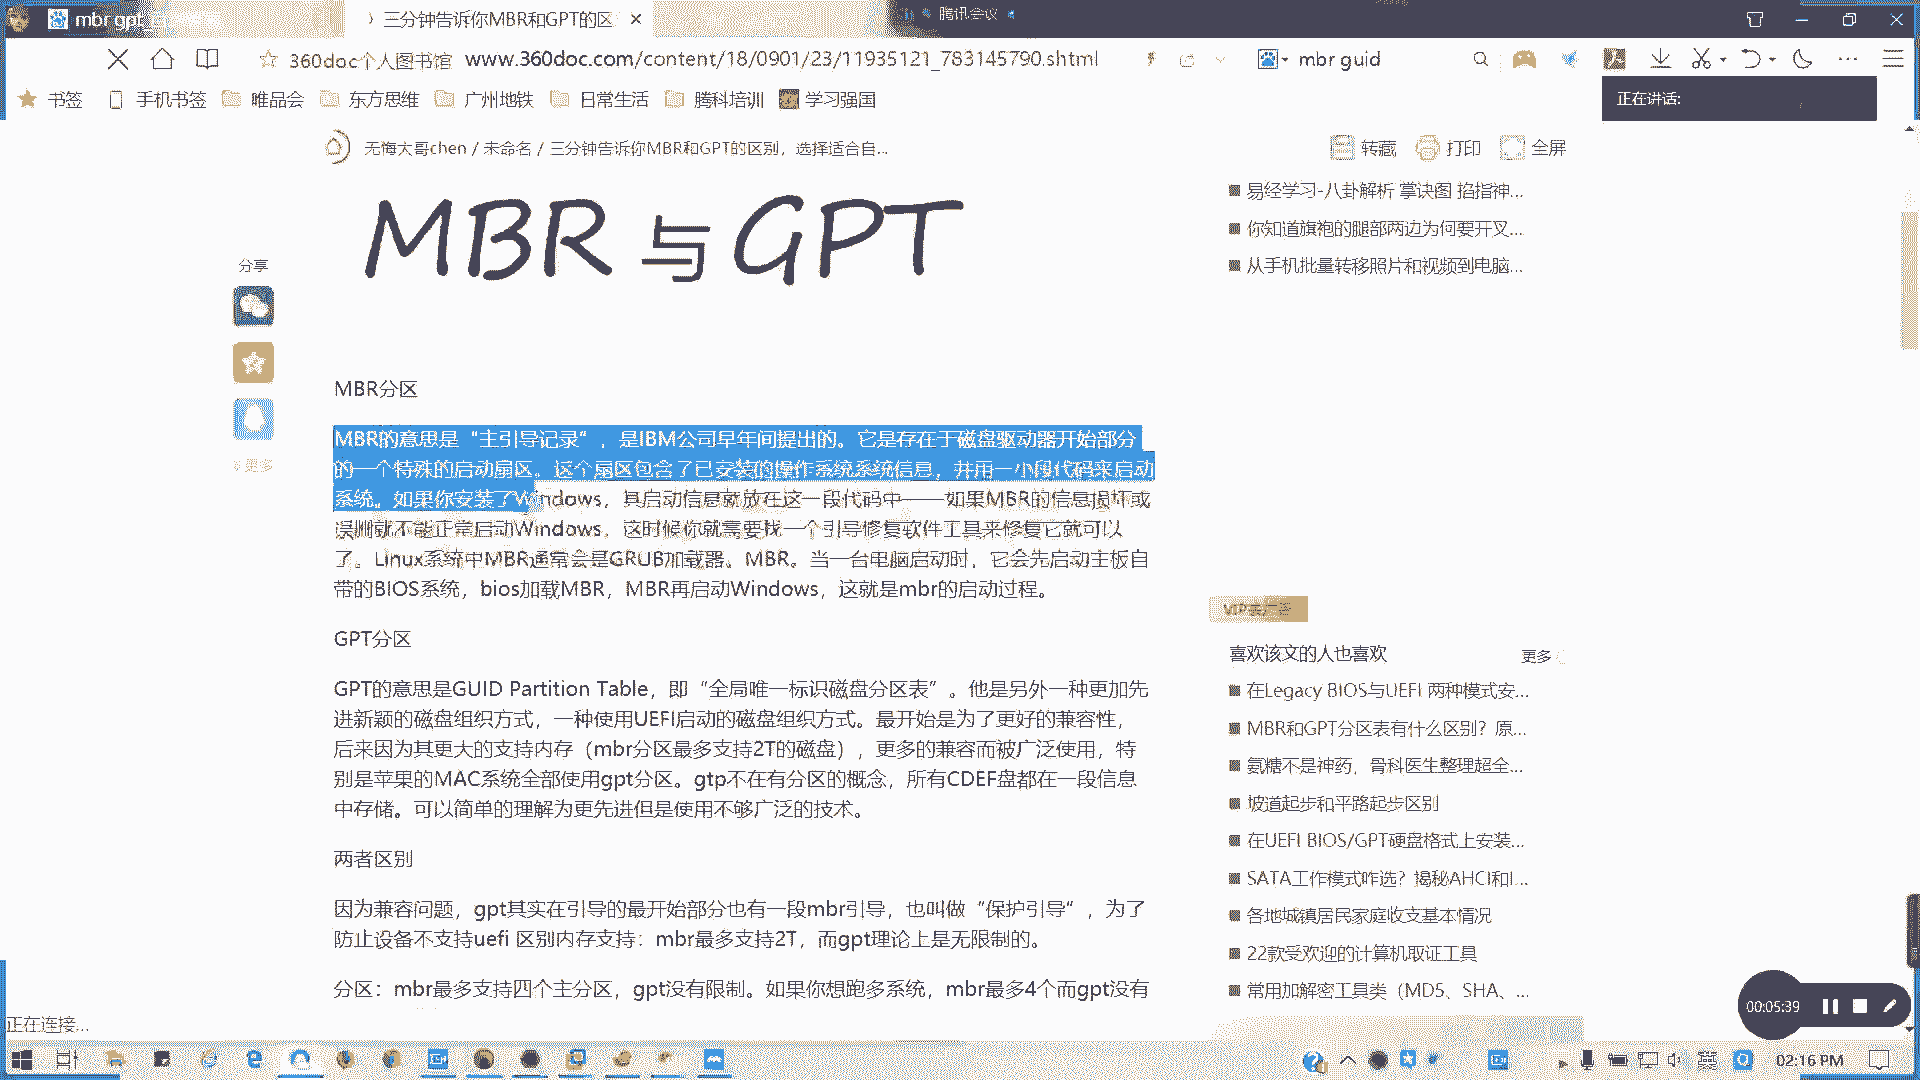 mbr gpt
三分钟告诉你MBR和GPT的区
腾讯会议
360doc个人图书馆 www.360doc.com/content/18/0901/23/11935121_783145790.shtml
mbr guid
书签 手机书签 唯品会 东方思维 广州地铁 日常生活 腾科培训 学习强国
正在讲话:
无悔大哥chen / 未命名 / 三分钟告诉你MBR和GPT的区别，选择适合自...
转藏 打印 全屏
MBR与GPT
易经学习-八卦解析 掌诀图 掐指神...
你知道旗袍的腿部两边为何要开叉...
从手机批量转移照片和视频到电脑...
分享
更多
MBR分区
MBR的意思是“主引导记录”，是IBM公司早年间提出的。它是存在于磁盘驱动器开始部分
的一个特殊的启动扇区。这个扇区包含了已安装的操作系统系统信息，并用一小段代码来启动
系统。如果你安装了Windows，其启动信息就放在这一段代码中——如果MBR的信息损坏或
误删就不能正常启动Windows，这时候你就需要找一个引导修复软件工具来修复它就可以
了。Linux系统中MBR通常会是GRUB加载器。MBR。当一台电脑启动时，它会先启动主板自
带的BIOS系统，bios加载MBR，MBR再启动Windows，这就是mbr的启动过程。
GPT分区
GPT的意思是GUID Partition Table，即“全局唯一标识磁盘分区表”。他是另外一种更加先
进新颖的磁盘组织方式，一种使用UEFI启动的磁盘组织方式。最开始是为了更好的兼容性，
后来因为其更大的支持内存（mbr分区最多支持2T的磁盘），更多的兼容而被广泛使用，特
别是苹果的MAC系统全部使用gpt分区。gtp不在有分区的概念，所有CDEF盘都在一段信息
中存储。可以简单的理解为更先进但是使用不够广泛的技术。
两者区别
因为兼容问题，gpt其实在引导的最开始部分也有一段mbr引导，也叫做“保护引导”，为了
防止设备不支持uefi 区别内存支持：mbr最多支持2T，而gpt理论上是无限制的。
分区：mbr最多支持四个主分区，gpt没有限制。如果你想跑多系统，mbr最多4个而gpt没有
喜欢该文的人也喜欢 更多
在Legacy BIOS与UEFI 两种模式安...
MBR和GPT分区表有什么区别？原...
氨糖不是神药，骨科医生整理超全...
坡道起步和平路起步区别
在UEFI BIOS/GPT硬盘格式上安装...
SATA工作模式咋选？揭秘AHCI和I...
各地城镇居民家庭收支基本情况
22款受欢迎的计算机取证工具
常用加解密工具类（MD5、SHA、...
00:05:39
正在连接...
英
02:16 PM